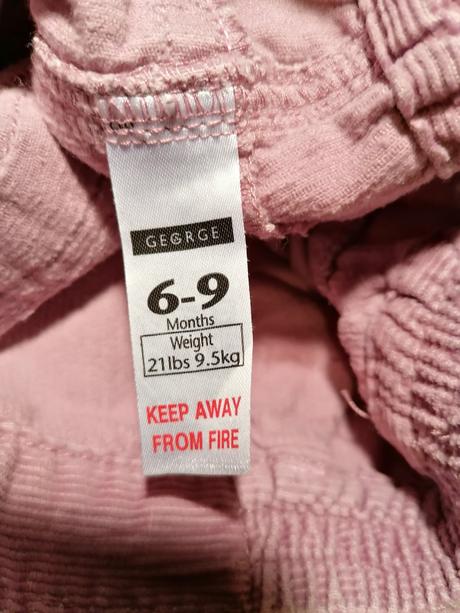 GEORGE
6-9
Months
Weight
21lbs 9.5kg
KEEP AWAY
FROM FIRE